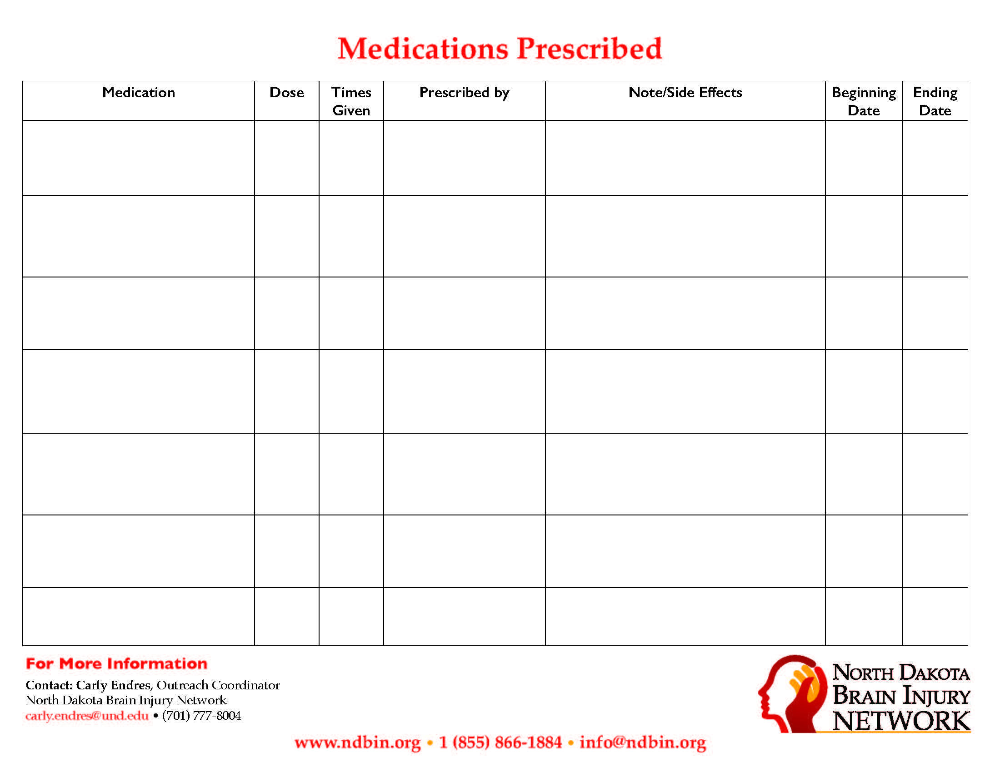 Medications Prescribed
Medication Dose Times Given Prescribed by Note/Side Effects Beginning Date Ending Date
For More Information
Contact: Carly Endres, Outreach Coordinator
North Dakota Brain Injury Network
carly.endres@und.edu • (701) 777-8004
NORTH DAKOTA
BRAIN INJURY
NETWORK
www.ndbin.org • 1 (855) 866-1884 • info@ndbin.org